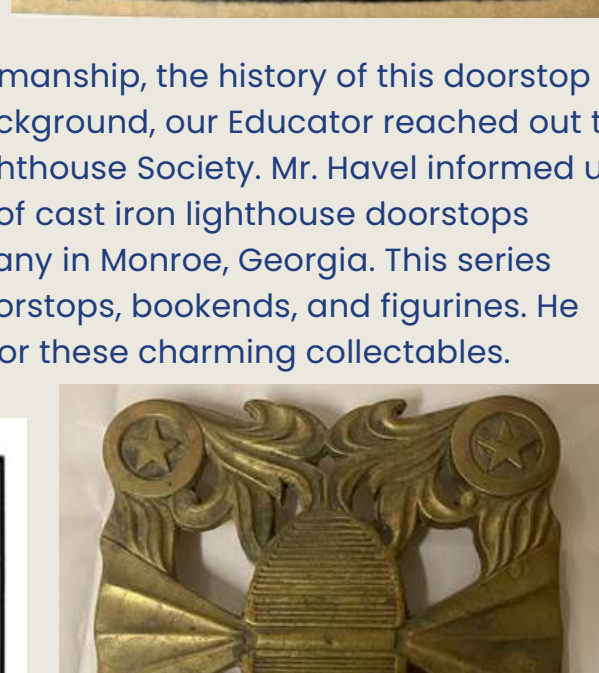 manship, the history of this doorstop
ckground, our Educator reached out t
hthouse Society. Mr. Havel informed u
of cast iron lighthouse doorstops
any in Monroe, Georgia. This series
orstops, bookends, and figurines. He
or these charming collectables.